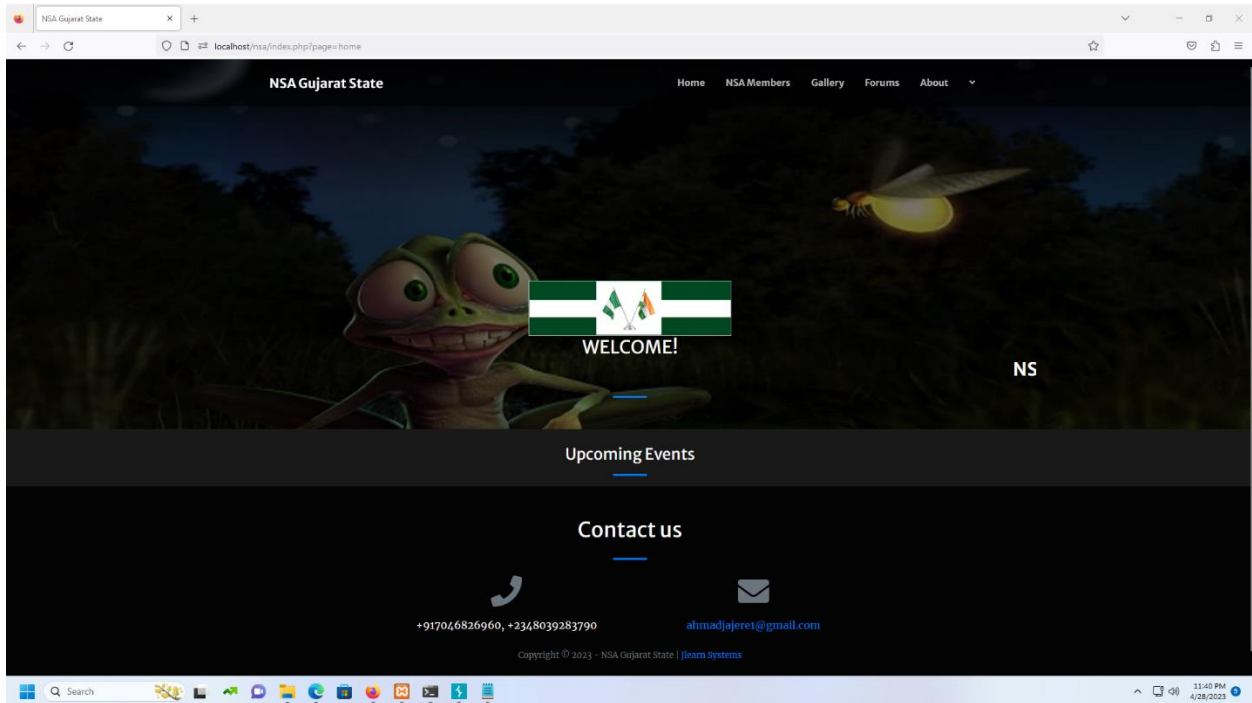 NSA Gujarat State
localhost/nsa/index.php?page=home
NSA Gujarat State
Home NSA Members Gallery Forums About
WELCOME!
NS
Upcoming Events
Contact us
+917046826960, +2348039283790
ahmadjajere1@gmail.com
Copyright © 2023 - NSA Gujarat State | Jlearn Systems
Search
11:40 PM
4/28/2023